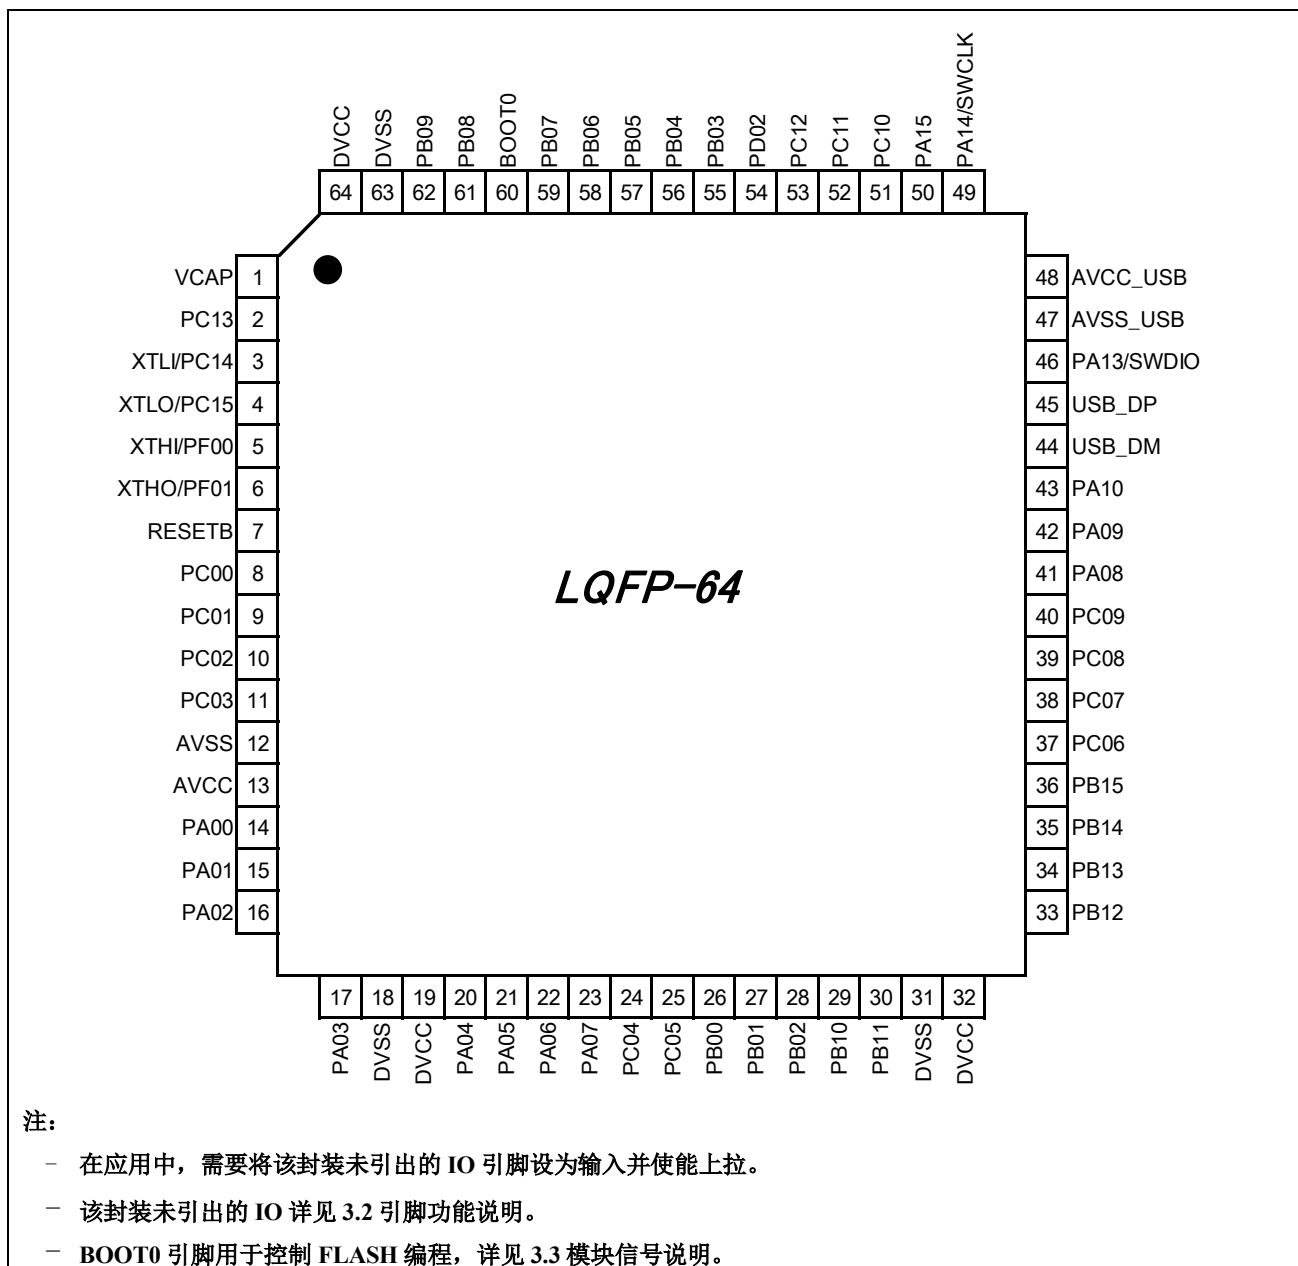 DVCC DVSS PB09 PB08 BOOT0 PB07 PB06 PB05 PB04 PB03 PD02 PC12 PC11 PC10 PA15 PA14/SWCLK
64 63 62 61 60 59 58 57 56 55 54 53 52 51 50 49
VCAP 1
PC13 2
XTLI/PC14 3
XTLO/PC15 4
XTHI/PF00 5
XTHO/PF01 6
RESETB 7
PC00 8
PC01 9
PC02 10
PC03 11
AVSS 12
AVCC 13
PA00 14
PA01 15
PA02 16
LQFP-64
48 AVCC_USB
47 AVSS_USB
46 PA13/SWDIO
45 USB_DP
44 USB_DM
43 PA10
42 PA09
41 PA08
40 PC09
39 PC08
38 PC07
37 PC06
36 PB15
35 PB14
34 PB13
33 PB12
17 18 19 20 21 22 23 24 25 26 27 28 29 30 31 32
PA03 DVSS DVCC PA04 PA05 PA06 PA07 PC04 PC05 PB00 PB01 PB02 PB10 PB11 DVSS DVCC
注：
– 在应用中，需要将该封装未引出的 IO 引脚设为输入并使能上拉。
– 该封装未引出的 IO 详见 3.2 引脚功能说明。
– BOOT0 引脚用于控制 FLASH 编程，详见 3.3 模块信号说明。